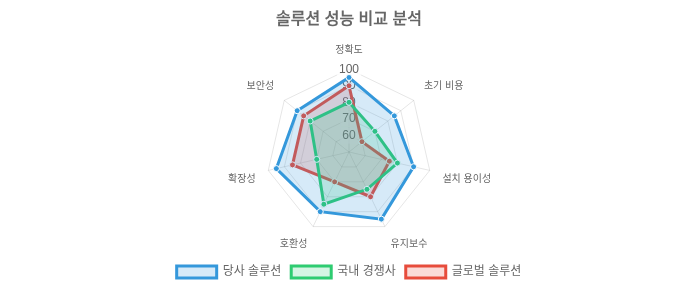 솔루션 성능 비교 분석
정확도
100
90
보안성
초기 비용
80
70
60
확장성
설치 용이성
호환성
유지보수
당사 솔루션
국내 경쟁사
글로벌 솔루션